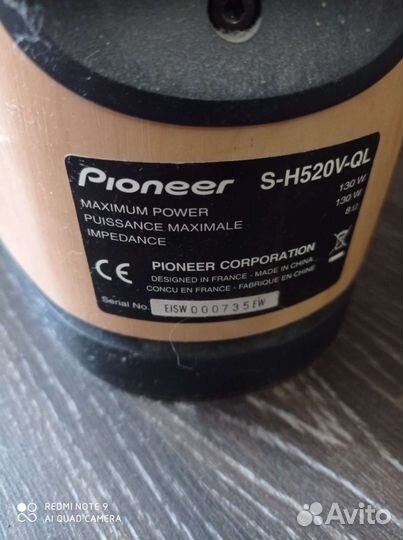 Pioneer S-H520V-QL
MAXIMUM POWER 130 W
PUISSANCE MAXIMALE 130 W
IMPEDANCE 8 Ω
CE PIONEER CORPORATION
DESIGNED IN FRANCE - MADE IN CHINA
CONCU EN FRANCE - FABRIQUE EN CHINE
Serial No. EISW000735EW
REDMI NOTE 9
AI QUAD CAMERA
Avito